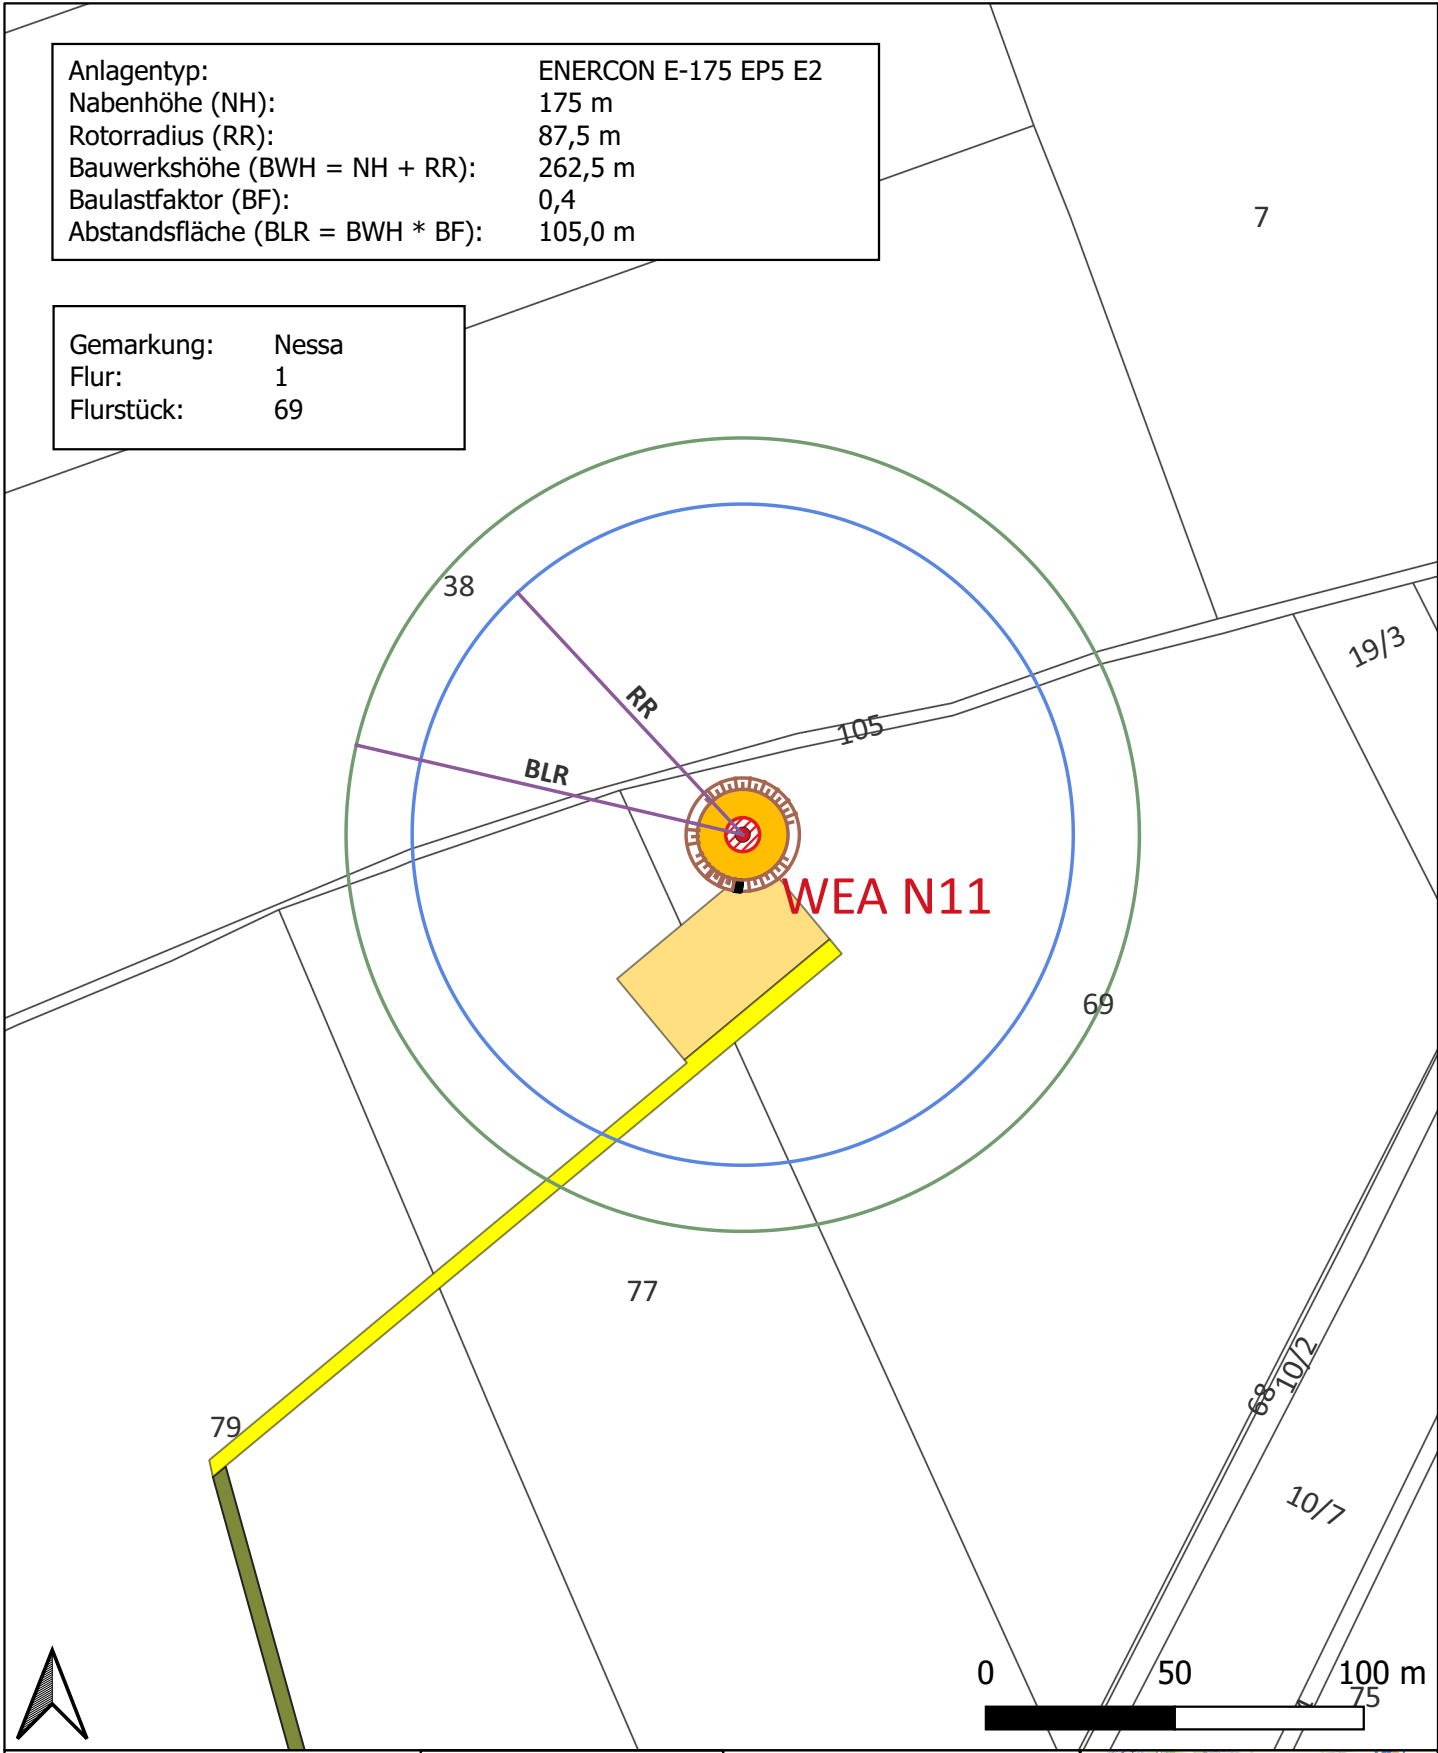 Anlagentyp: ENERCON E-175 EP5 E2
Nabenhöhe (NH): 175 m
Rotorradius (RR): 87,5 m
Bauwerkshöhe (BWH = NH + RR): 262,5 m
Baulastfaktor (BF): 0,4
Abstandsfläche (BLR = BWH * BF): 105,0 m
7
Gemarkung: Nessa
Flur: 1
Flurstück: 69
38
19/3
RR
105
BLR
WEA N11
69
77
10/2
68
79
10/7
0 50 100 m
75